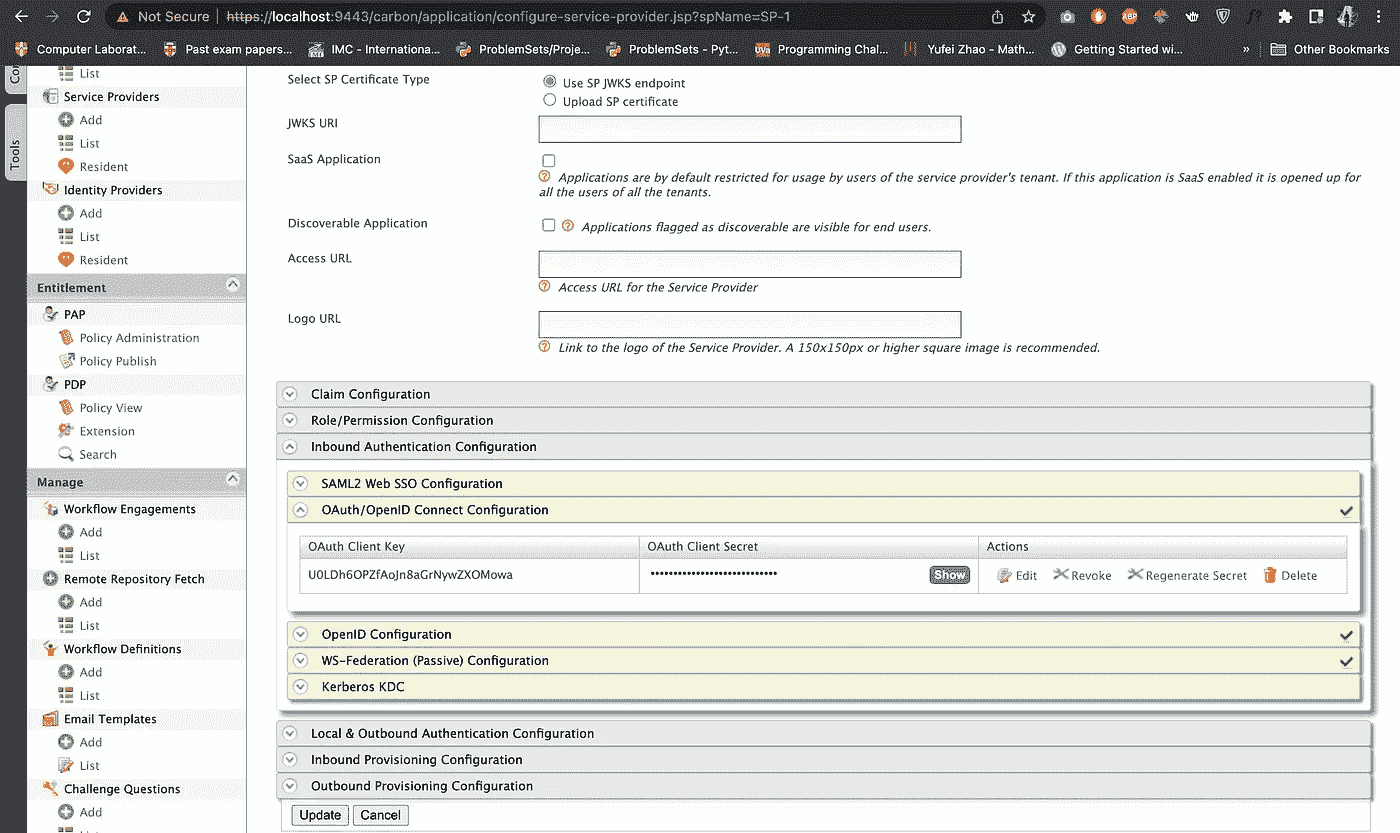 Not Secure | https://localhost:9443/carbon/application/configure-service-provider.jsp?spName=SP-1
ABP
Computer Laborat...
Past exam papers...
IMC - Internationa...
ProblemSets/Proje...
ProblemSets - Pyt...
Programming Chal...
Yufei Zhao - Math...
Getting Started wi...
»
Other Bookmarks
Tools
List
Service Providers
Add
List
Resident
Identity Providers
Add
List
Resident
Entitlement
PAP
Policy Administration
Policy Publish
PDP
Policy View
Extension
Search
Manage
Workflow Engagements
Add
List
Remote Repository Fetch
Add
List
Workflow Definitions
Add
List
Email Templates
Add
List
Challenge Questions
Add
Select SP Certificate Type
Use SP JWKS endpoint
Upload SP certificate
JWKS URI
SaaS Application
Applications are by default restricted for usage by users of the service provider's tenant. If this application is SaaS enabled it is opened up for
all the users of all the tenants.
Discoverable Application
Applications flagged as discoverable are visible for end users.
Access URL
Access URL for the Service Provider
Logo URL
Link to the logo of the Service Provider. A 150x150px or higher square image is recommended.
Claim Configuration
Role/Permission Configuration
Inbound Authentication Configuration
SAML2 Web SSO Configuration
OAuth/OpenID Connect Configuration
OAuth Client Key OAuth Client Secret Actions
U0LDh6OPZfAoJn8aGrNywZXOMowa •••••••••••••••••••••••••••• Show Edit Revoke Regenerate Secret Delete
OpenID Configuration
WS-Federation (Passive) Configuration
Kerberos KDC
Local & Outbound Authentication Configuration
Inbound Provisioning Configuration
Outbound Provisioning Configuration
Update Cancel